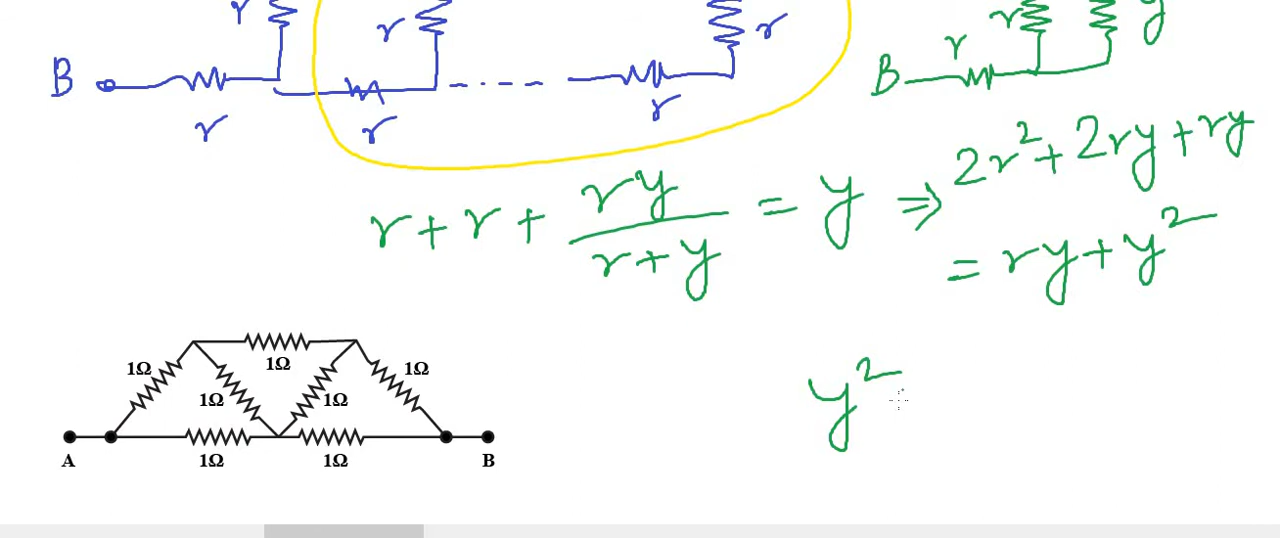 r r r r
B r y
B r r r
r + r + ry/(r+y) = y ⇒ 2r² + 2ry + ry
= ry + y²
1Ω 1Ω 1Ω
1Ω 1Ω
y²
A 1Ω 1Ω B